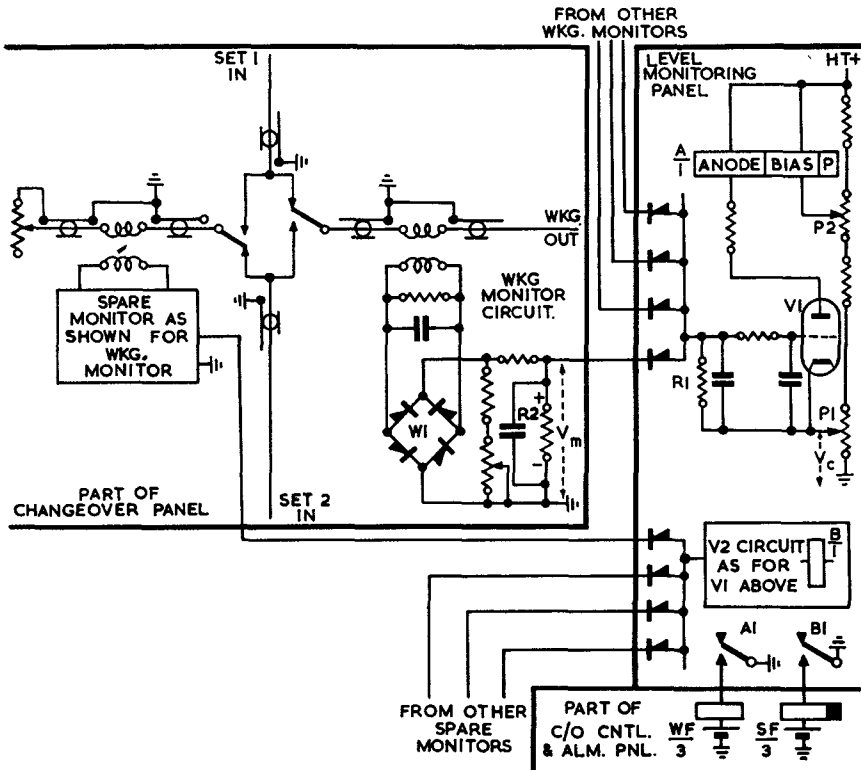 FROM OTHER
WKG. MONITORS
SET 1
IN
LEVEL
MONITORING
PANEL
HT+
A
1
ANODE BIAS P
P2
WKG
OUT
WKG
MONITOR
CIRCUIT.
SPARE
MONITOR AS
SHOWN FOR
WKG.
MONITOR
V1
R1
P1
Vc
W1
R2
+
Vm
-
PART OF
CHANGEOVER PANEL
SET 2
IN
V2 CIRCUIT
AS FOR
V1 ABOVE
B
1
A1
B1
FROM OTHER
SPARE
MONITORS
PART OF
C/O CNTL.
& ALM. PNL.
WF
3
SF
3